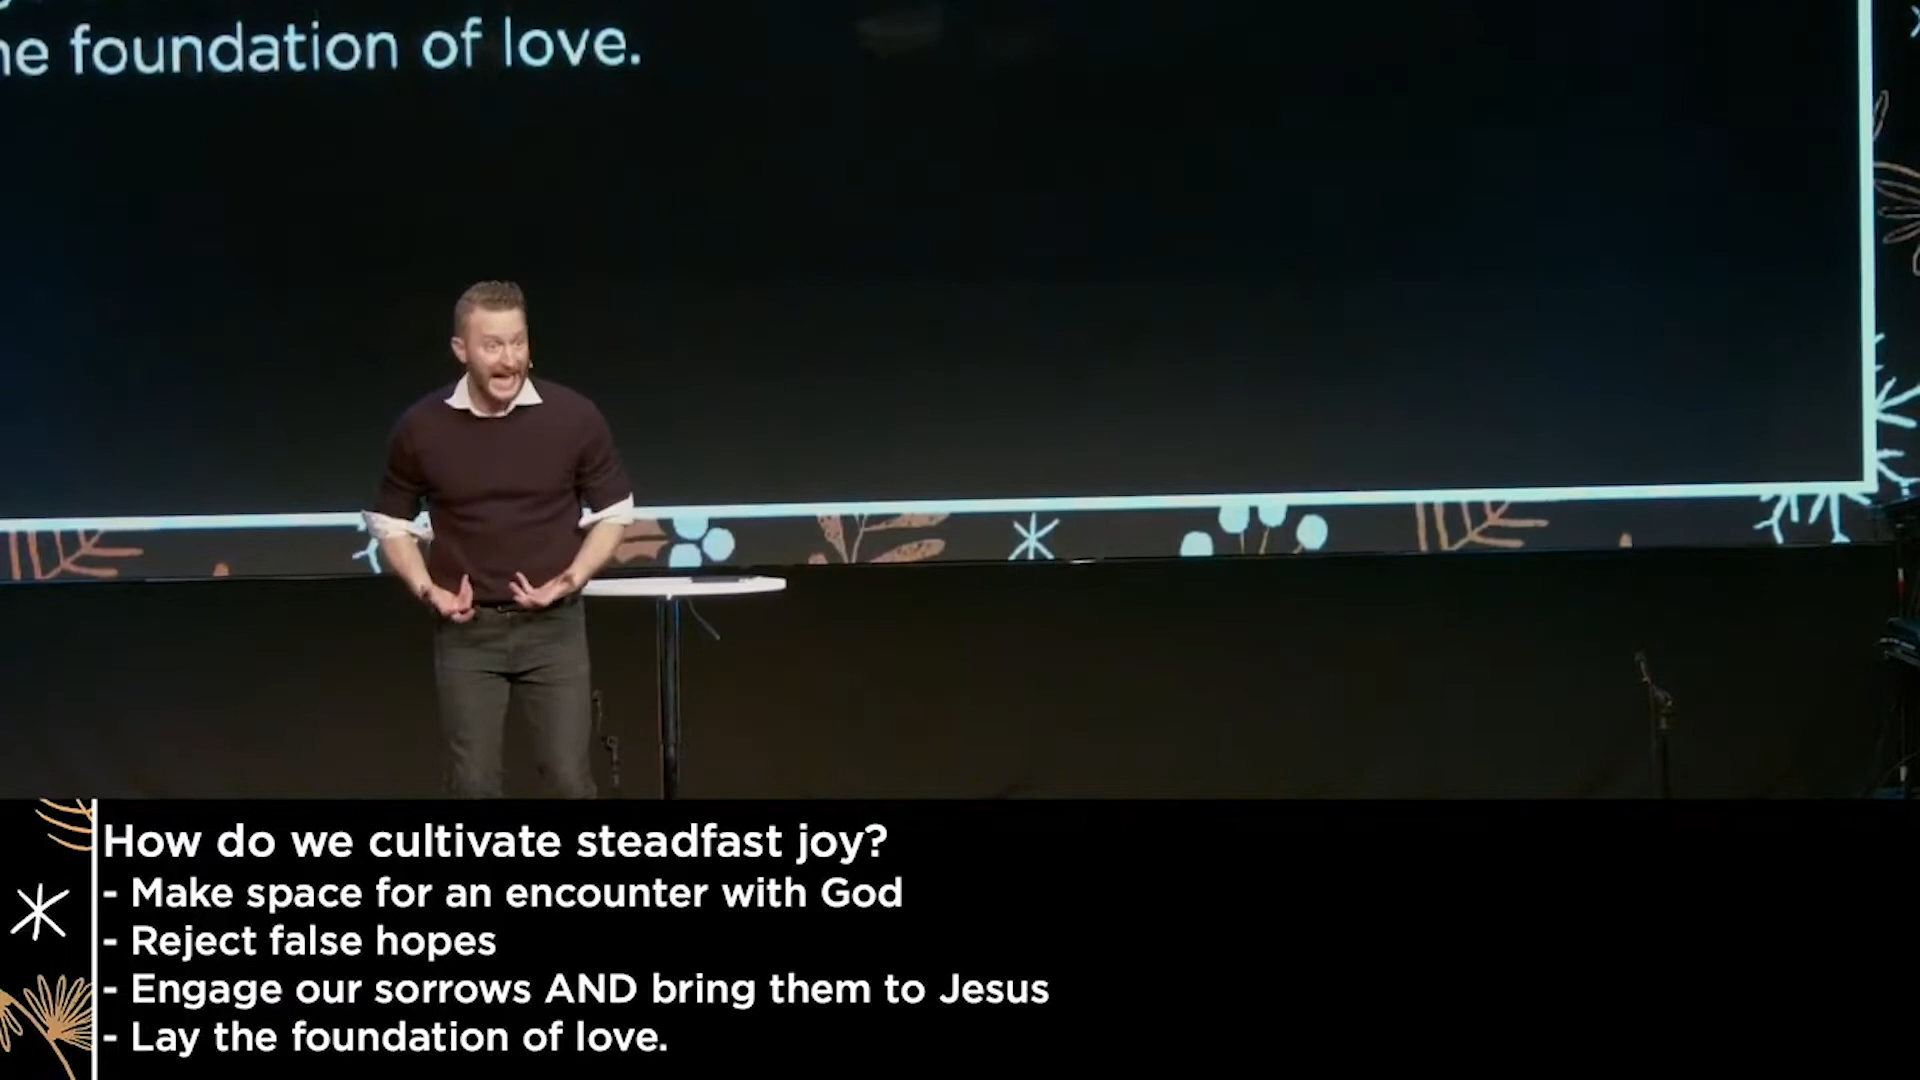 he foundation of love.
How do we cultivate steadfast joy?
- Make space for an encounter with God
- Reject false hopes
- Engage our sorrows AND bring them to Jesus
- Lay the foundation of love.